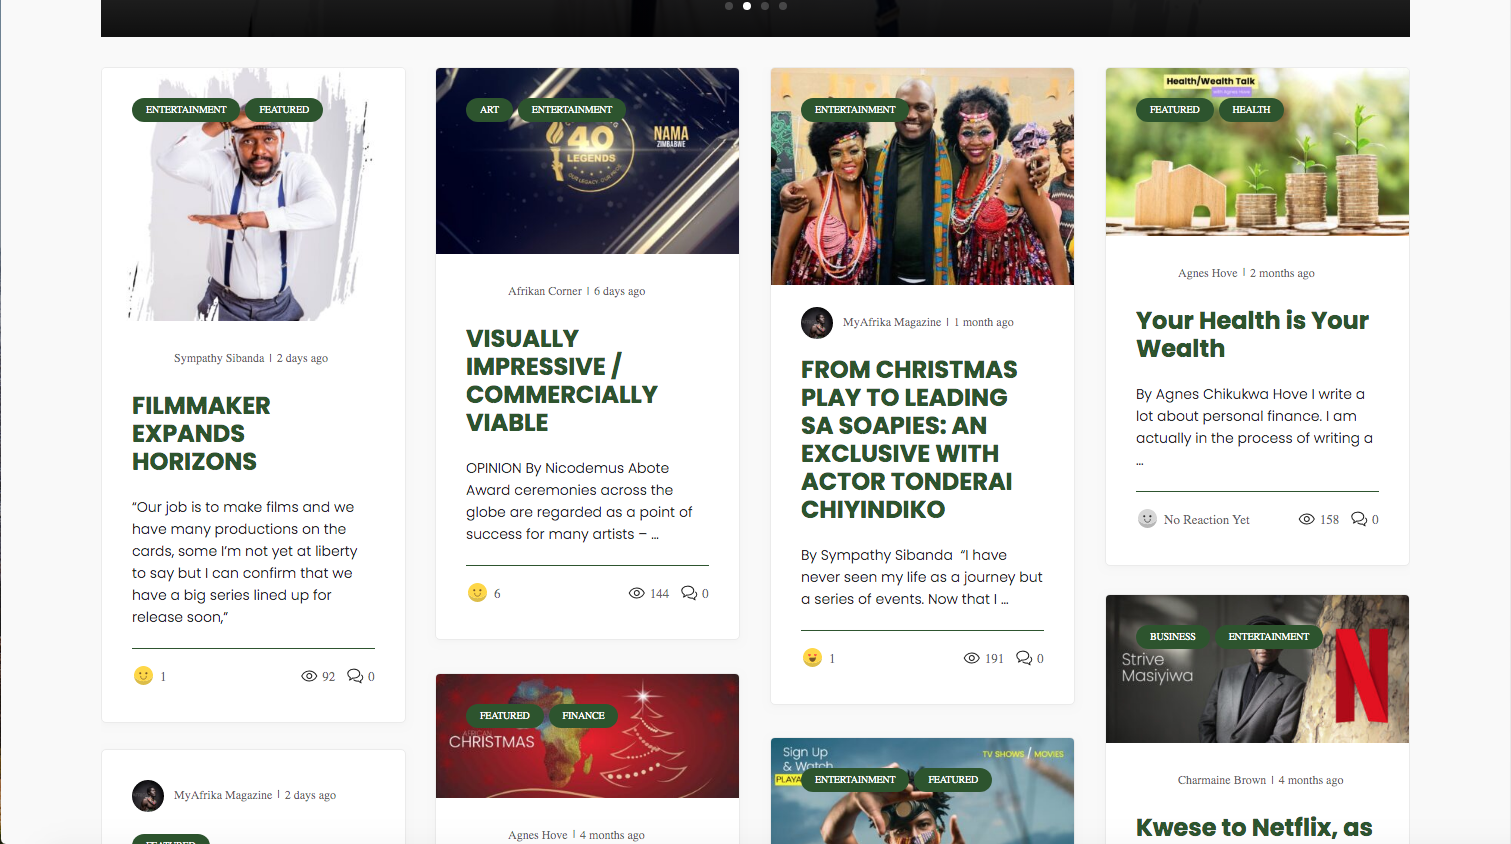 ENTERTAINMENT
FEATURED
Sympathy Sibanda | 2 days ago
FILMMAKER
EXPANDS
HORIZONS
“Our job is to make films and we
have many productions on the
cards, some I’m not yet at liberty
to say but I can confirm that we
have a big series lined up for
release soon,”
1
92
0
MyAfrika Magazine | 2 days ago
FEATURED
ART
ENTERTAINMENT
40
LEGENDS
OUR LEGACY. OUR PRIDE
NAMA
ZIMBABWE
Afrikan Corner | 6 days ago
VISUALLY
IMPRESSIVE /
COMMERCIALLY
VIABLE
OPINION By Nicodemus Abote
Award ceremonies across the
globe are regarded as a point of
success for many artists – ...
6
144
0
FEATURED
FINANCE
AFRICAN
CHRISTMAS
Agnes Hove | 4 months ago
ENTERTAINMENT
MyAfrika Magazine | 1 month ago
FROM CHRISTMAS
PLAY TO LEADING
SA SOAPIES: AN
EXCLUSIVE WITH
ACTOR TONDERAI
CHIYINDIKO
By Sympathy Sibanda “I have
never seen my life as a journey but
a series of events. Now that I ...
1
191
0
Sign Up
& Watch
TV SHOWS / MOVIES
ENTERTAINMENT
FEATURED
Health/Wealth Talk
with Agnes Hove
FEATURED
HEALTH
Agnes Hove | 2 months ago
Your Health is Your
Wealth
By Agnes Chikukwa Hove I write a
lot about personal finance. I am
actually in the process of writing a
...
No Reaction Yet
158
0
BUSINESS
ENTERTAINMENT
Strive
Masiyiwa
N
Charmaine Brown | 4 months ago
Kwese to Netflix, as